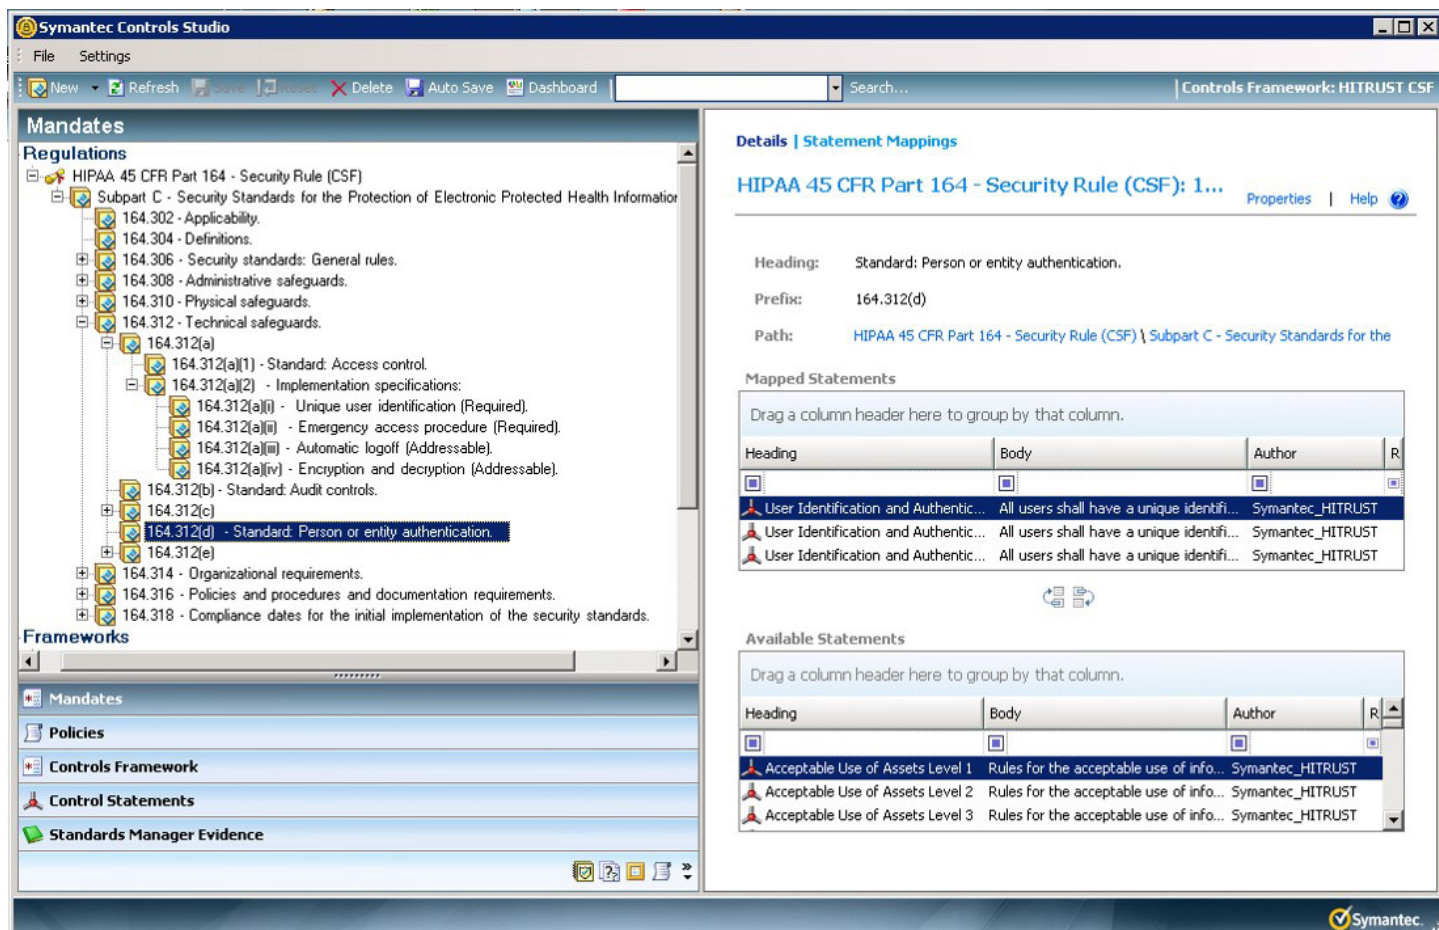 Symantec Controls Studio
File Settings
New Refresh Save Reset Delete Auto Save Dashboard Search... Controls Framework: HITRUST CSF
Mandates
Regulations
HIPAA 45 CFR Part 164 - Security Rule (CSF)
Subpart C - Security Standards for the Protection of Electronic Protected Health Information
164.302 - Applicability.
164.304 - Definitions.
164.306 - Security standards: General rules.
164.308 - Administrative safeguards.
164.310 - Physical safeguards.
164.312 - Technical safeguards.
164.312(a)
164.312(a)(1) - Standard: Access control.
164.312(a)(2) - Implementation specifications:
164.312(a)(i) - Unique user identification (Required).
164.312(a)(ii) - Emergency access procedure (Required).
164.312(a)(iii) - Automatic logoff (Addressable).
164.312(a)(iv) - Encryption and decryption (Addressable).
164.312(b) - Standard: Audit controls.
164.312(c)
164.312(d) - Standard: Person or entity authentication.
164.312(e)
164.314 - Organizational requirements.
164.316 - Policies and procedures and documentation requirements.
164.318 - Compliance dates for the initial implementation of the security standards.
Frameworks
Mandates
Policies
Controls Framework
Control Statements
Standards Manager Evidence
Details | Statement Mappings
HIPAA 45 CFR Part 164 - Security Rule (CSF): 1...
Properties | Help
Heading: Standard: Person or entity authentication.
Prefix: 164.312(d)
Path: HIPAA 45 CFR Part 164 - Security Rule (CSF) \ Subpart C - Security Standards for the
Mapped Statements
Drag a column header here to group by that column.
Heading Body Author R
User Identification and Authentic... All users shall have a unique identifi... Symantec_HITRUST
User Identification and Authentic... All users shall have a unique identifi... Symantec_HITRUST
User Identification and Authentic... All users shall have a unique identifi... Symantec_HITRUST
Available Statements
Drag a column header here to group by that column.
Heading Body Author R
Acceptable Use of Assets Level 1 Rules for the acceptable use of info... Symantec_HITRUST
Acceptable Use of Assets Level 2 Rules for the acceptable use of info... Symantec_HITRUST
Acceptable Use of Assets Level 3 Rules for the acceptable use of info... Symantec_HITRUST
Symantec.